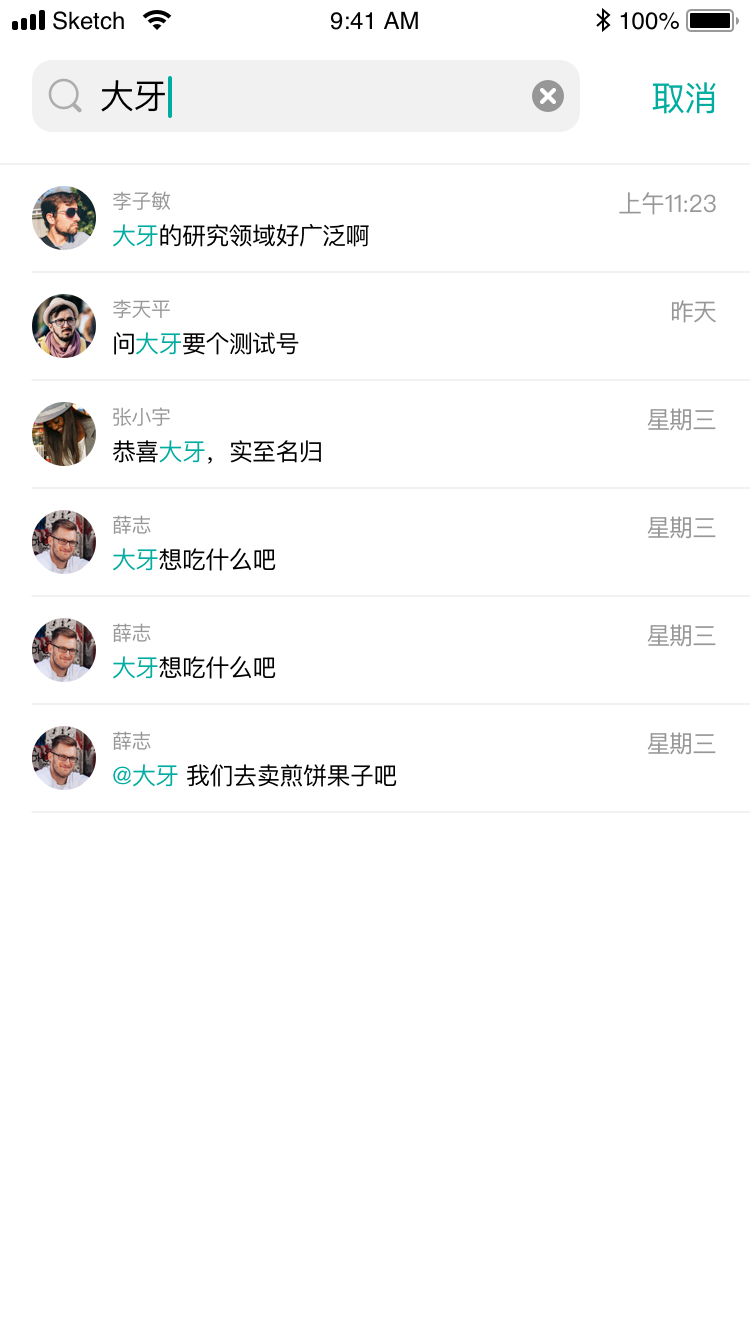 Sketch 9:41 AM 100%
大牙 取消
李子敏 上午11:23
大牙的研究领域好广泛啊
李天平 昨天
问大牙要个测试号
张小宇 星期三
恭喜大牙，实至名归
薛志 星期三
大牙想吃什么吧
薛志 星期三
大牙想吃什么吧
薛志 星期三
@大牙 我们去卖煎饼果子吧